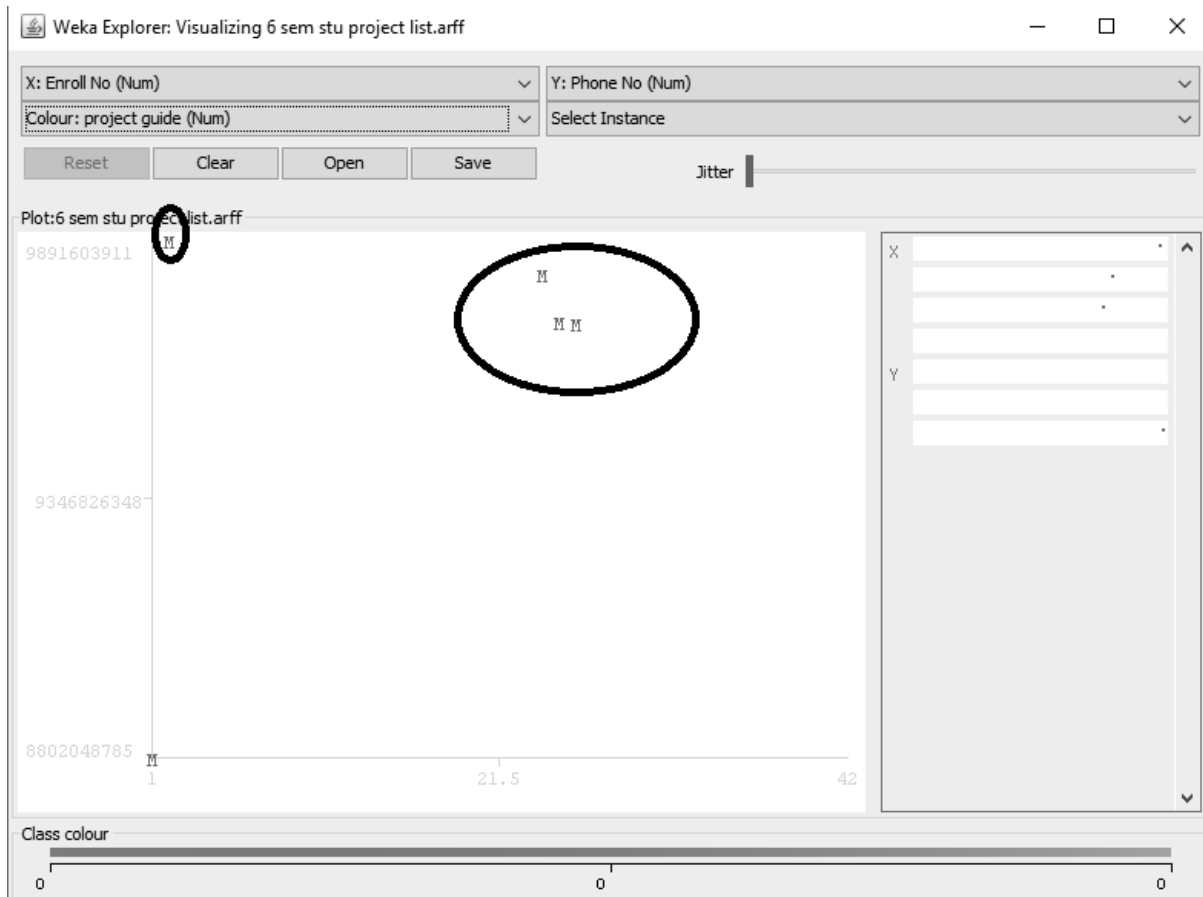 Weka Explorer: Visualizing 6 sem stu project list.arff
X: Enroll No (Num) Y: Phone No (Num)
Colour: project guide (Num) Select Instance
Reset Clear Open Save Jitter
Plot:6 sem stu project list.arff
M
9891603911 X
M
M M
Y
9346826348
8802048785
M
1 21.5 42
Class colour
0 0 0